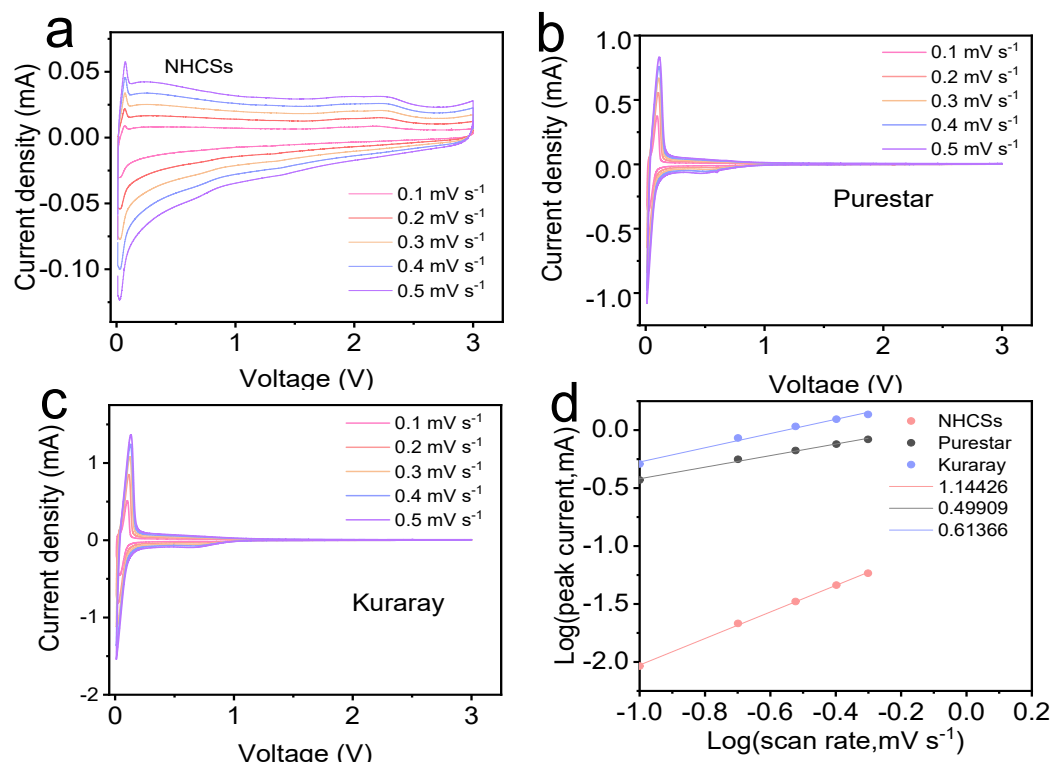 a
NHCSs
Current density (mA)
0.05
0.00
-0.05
-0.10
0.1 mV s⁻¹
0.2 mV s⁻¹
0.3 mV s⁻¹
0.4 mV s⁻¹
0.5 mV s⁻¹
0 1 2 3
Voltage (V)
b
Current density (mA)
1.0
0.5
0.0
-0.5
-1.0
0.1 mV s⁻¹
0.2 mV s⁻¹
0.3 mV s⁻¹
0.4 mV s⁻¹
0.5 mV s⁻¹
Purestar
0 1 2 3
Voltage (V)
c
Current density (mA)
1
0
-1
-2
0.1 mV s⁻¹
0.2 mV s⁻¹
0.3 mV s⁻¹
0.4 mV s⁻¹
0.5 mV s⁻¹
Kuraray
0 1 2 3
Voltage (V)
d
Log(peak current,mA)
0.0
-0.5
-1.0
-1.5
-2.0
NHCSs
Purestar
Kuraray
1.14426
0.49909
0.61366
-1.0 -0.8 -0.6 -0.4 -0.2 0.0 0.2
Log(scan rate,mV s⁻¹)